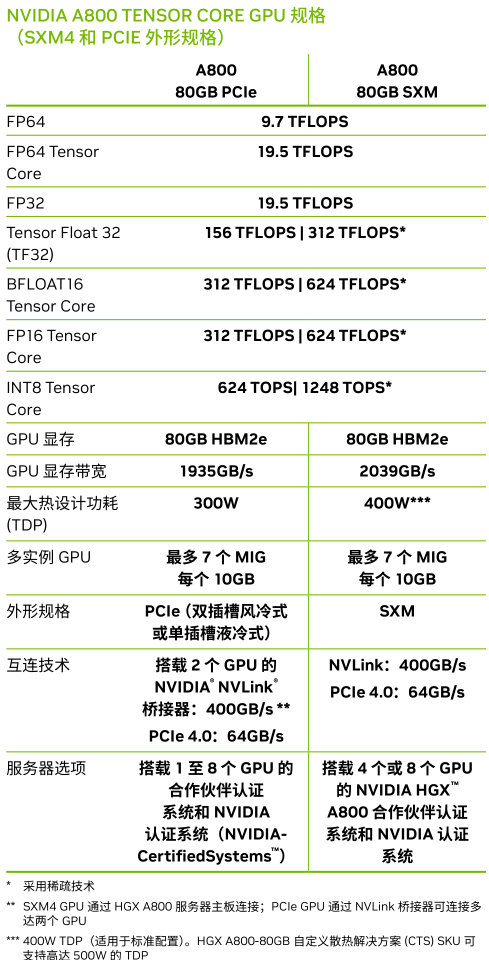 NVIDIA A800 TENSOR CORE GPU 规格
（SXM4 和 PCIE 外形规格）
A800
80GB PCIe
A800
80GB SXM
FP64
9.7 TFLOPS
FP64 Tensor
Core
19.5 TFLOPS
FP32
19.5 TFLOPS
Tensor Float 32
(TF32)
156 TFLOPS | 312 TFLOPS*
BFLOAT16
Tensor Core
312 TFLOPS | 624 TFLOPS*
FP16 Tensor
Core
312 TFLOPS | 624 TFLOPS*
INT8 Tensor
Core
624 TOPS| 1248 TOPS*
GPU 显存
80GB HBM2e
80GB HBM2e
GPU 显存带宽
1935GB/s
2039GB/s
最大热设计功耗
(TDP)
300W
400W***
多实例 GPU
最多 7 个 MIG
每个 10GB
最多 7 个 MIG
每个 10GB
外形规格
PCIe（双插槽风冷式
或单插槽液冷式）
SXM
互连技术
搭载 2 个 GPU 的
NVIDIA® NVLink®
桥接器：400GB/s **
PCIe 4.0：64GB/s
NVLink：400GB/s
PCIe 4.0：64GB/s
服务器选项
搭载 1 至 8 个 GPU 的
合作伙伴认证
系统和 NVIDIA
认证系统（NVIDIA-
CertifiedSystems™）
搭载 4 个或 8 个 GPU
的 NVIDIA HGX™
A800 合作伙伴认证
系统和 NVIDIA 认证
系统
* 采用稀疏技术
** SXM4 GPU 通过 HGX A800 服务器主板连接；PCIe GPU 通过 NVLink 桥接器可连接多
达两个 GPU
*** 400W TDP（适用于标准配置）。HGX A800-80GB 自定义散热解决方案 (CTS) SKU 可
支持高达 500W 的 TDP